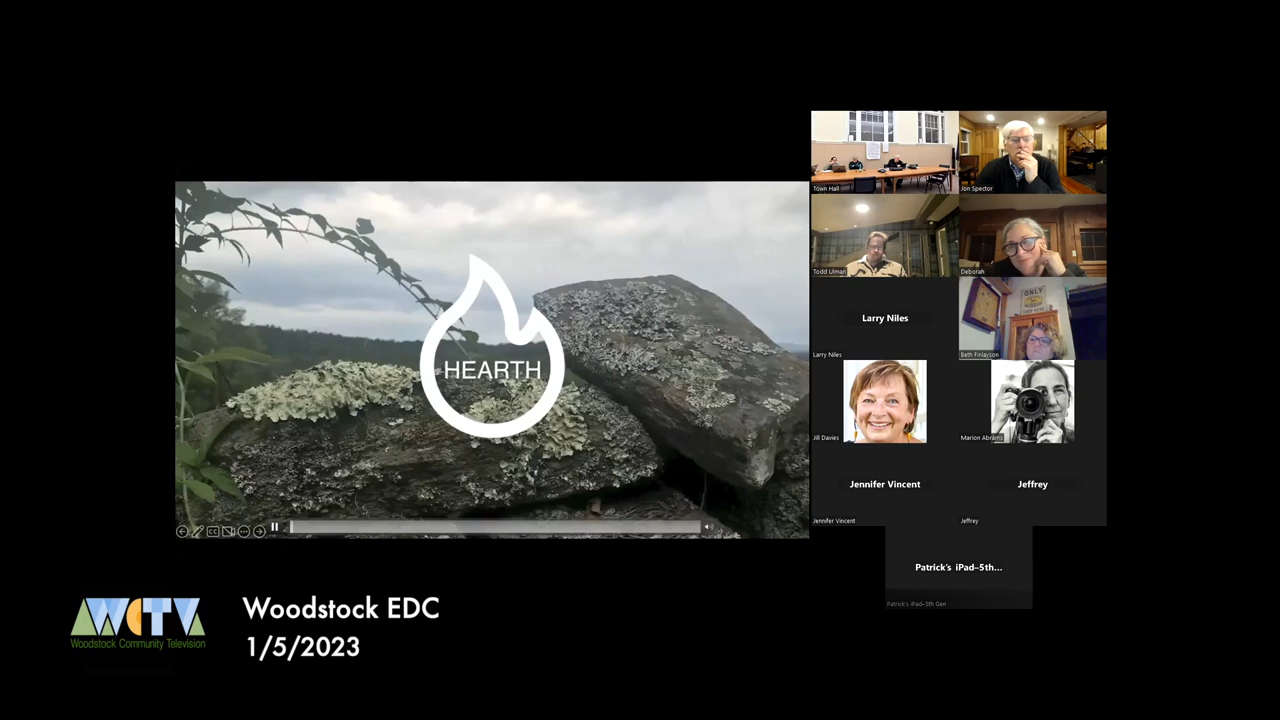 HEARTH
CC
Town Hall
Jon Spector
Todd Ulman
Deborah
Larry Niles
Larry Niles
ONLY
Beth Finlayson
Jill Davies
Marion Abrams
Jennifer Vincent
Jennifer Vincent
Jeffrey
Jeffrey
Patrick's iPad–5th...
Patrick's iPad–5th Gen
WCTV
Woodstock Community Television
Woodstock EDC
1/5/2023